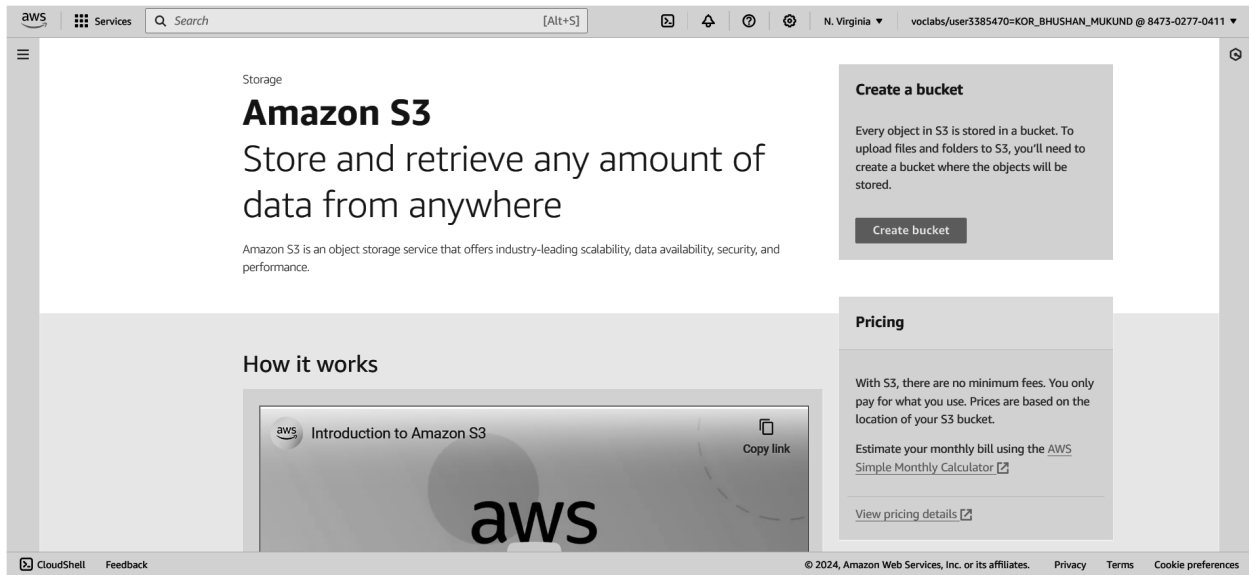 aws Services Search [Alt+S] N. Virginia ▼ voclabs/user3385470=KOR_BHUSHAN_MUKUND @ 8473-0277-0411 ▼
Storage
Amazon S3
Store and retrieve any amount of
data from anywhere
Amazon S3 is an object storage service that offers industry-leading scalability, data availability, security, and
performance.
Create a bucket
Every object in S3 is stored in a bucket. To
upload files and folders to S3, you'll need to
create a bucket where the objects will be
stored.
Create bucket
How it works
aws Introduction to Amazon S3
Copy link
aws
Pricing
With S3, there are no minimum fees. You only
pay for what you use. Prices are based on the
location of your S3 bucket.
Estimate your monthly bill using the AWS
Simple Monthly Calculator
View pricing details
CloudShell Feedback © 2024, Amazon Web Services, Inc. or its affiliates. Privacy Terms Cookie preferences